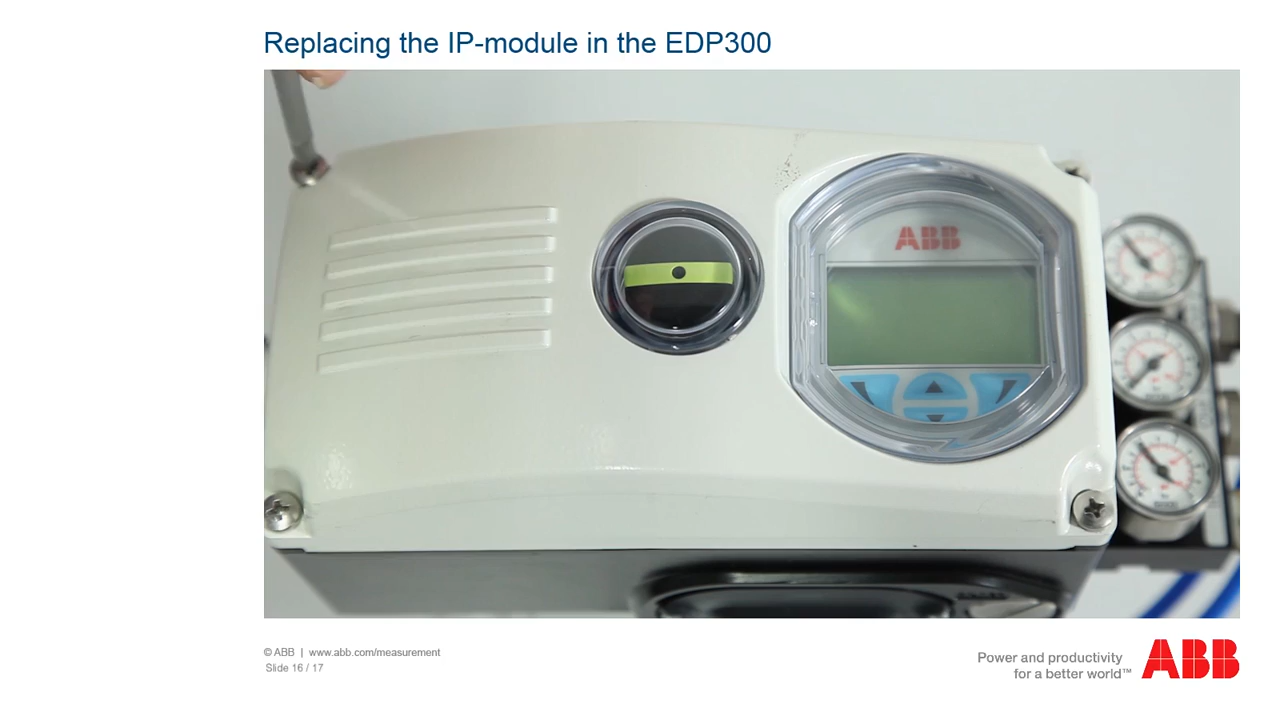 Replacing the IP-module in the EDP300
ABB
© ABB | www.abb.com/measurement
Slide 16 / 17
Power and productivity
for a better world™
ABB